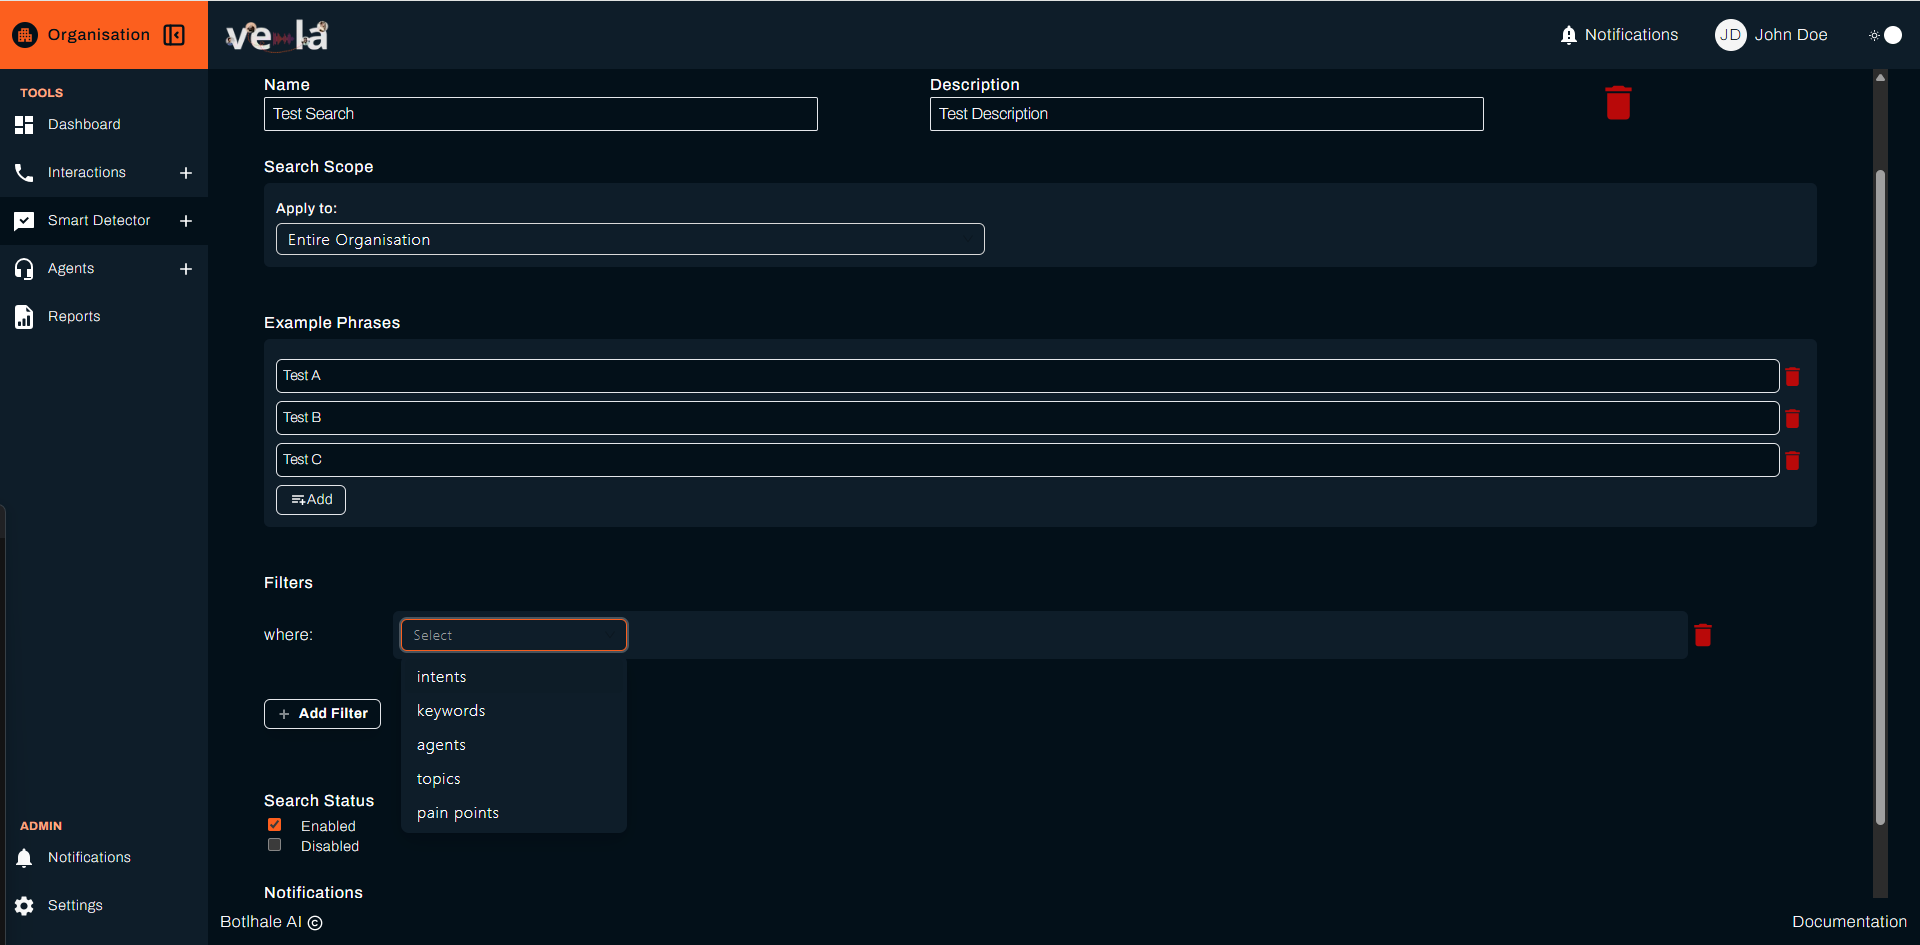 Organisation
vela
Notifications
JD John Doe
TOOLS
Dashboard
Interactions
Smart Detector
Agents
Reports
ADMIN
Notifications
Settings
Name
Description
Test Search
Test Description
Search Scope
Apply to:
Entire Organisation
Example Phrases
Test A
Test B
Test C
Add
Filters
where:
Select
intents
keywords
agents
topics
pain points
Add Filter
Search Status
Enabled
Disabled
Notifications
Botlhale AI ©
Documentation